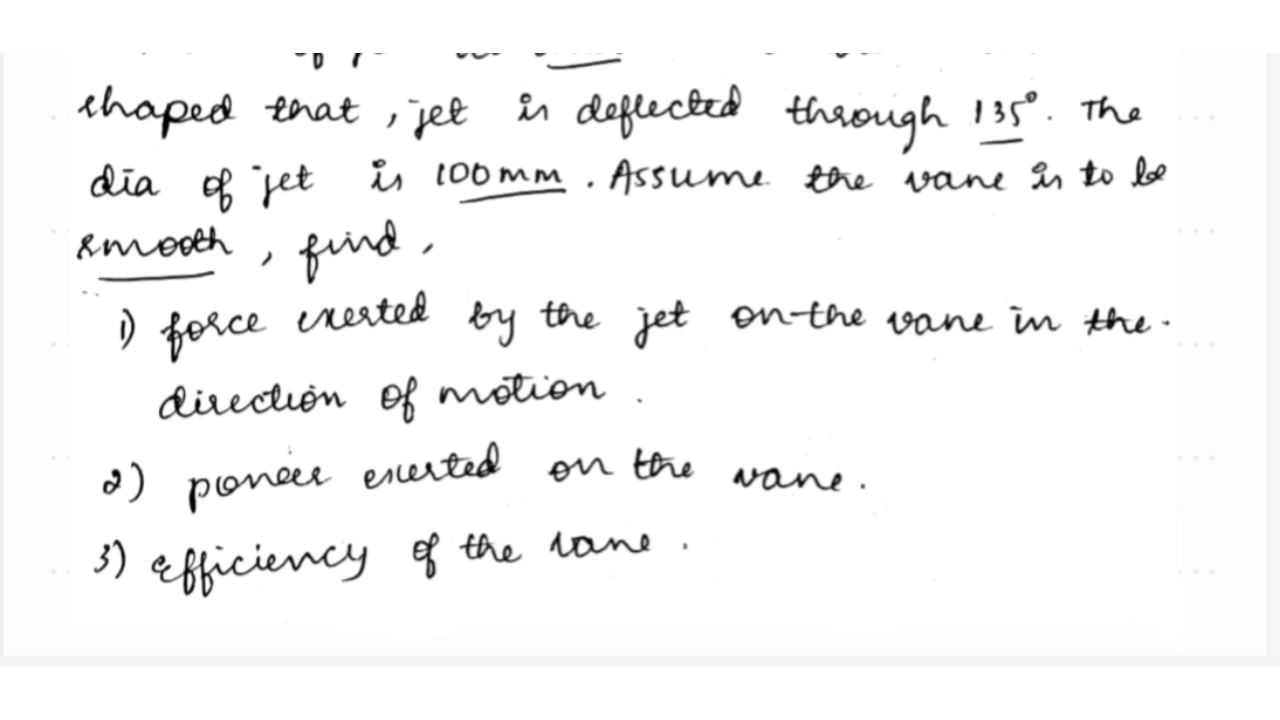 shaped that, jet is deflected through 135°. The
dia of jet is 100mm. Assume the vane is to be
smooth, find,
1) force exerted by the jet on the vane in the.
direction of motion.
2) power exerted on the vane.
3) efficiency of the vane.